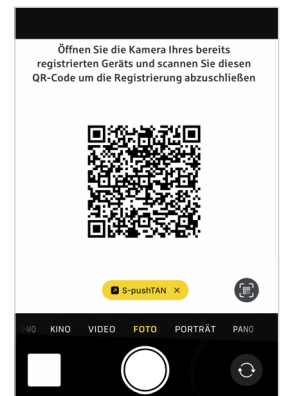 Öffnen Sie die Kamera Ihres bereits
registrierten Geräts und scannen Sie diesen
QR-Code um die Registrierung abzuschließen
S-pushTAN ×
KINO VIDEO FOTO PORTRÄT PANO